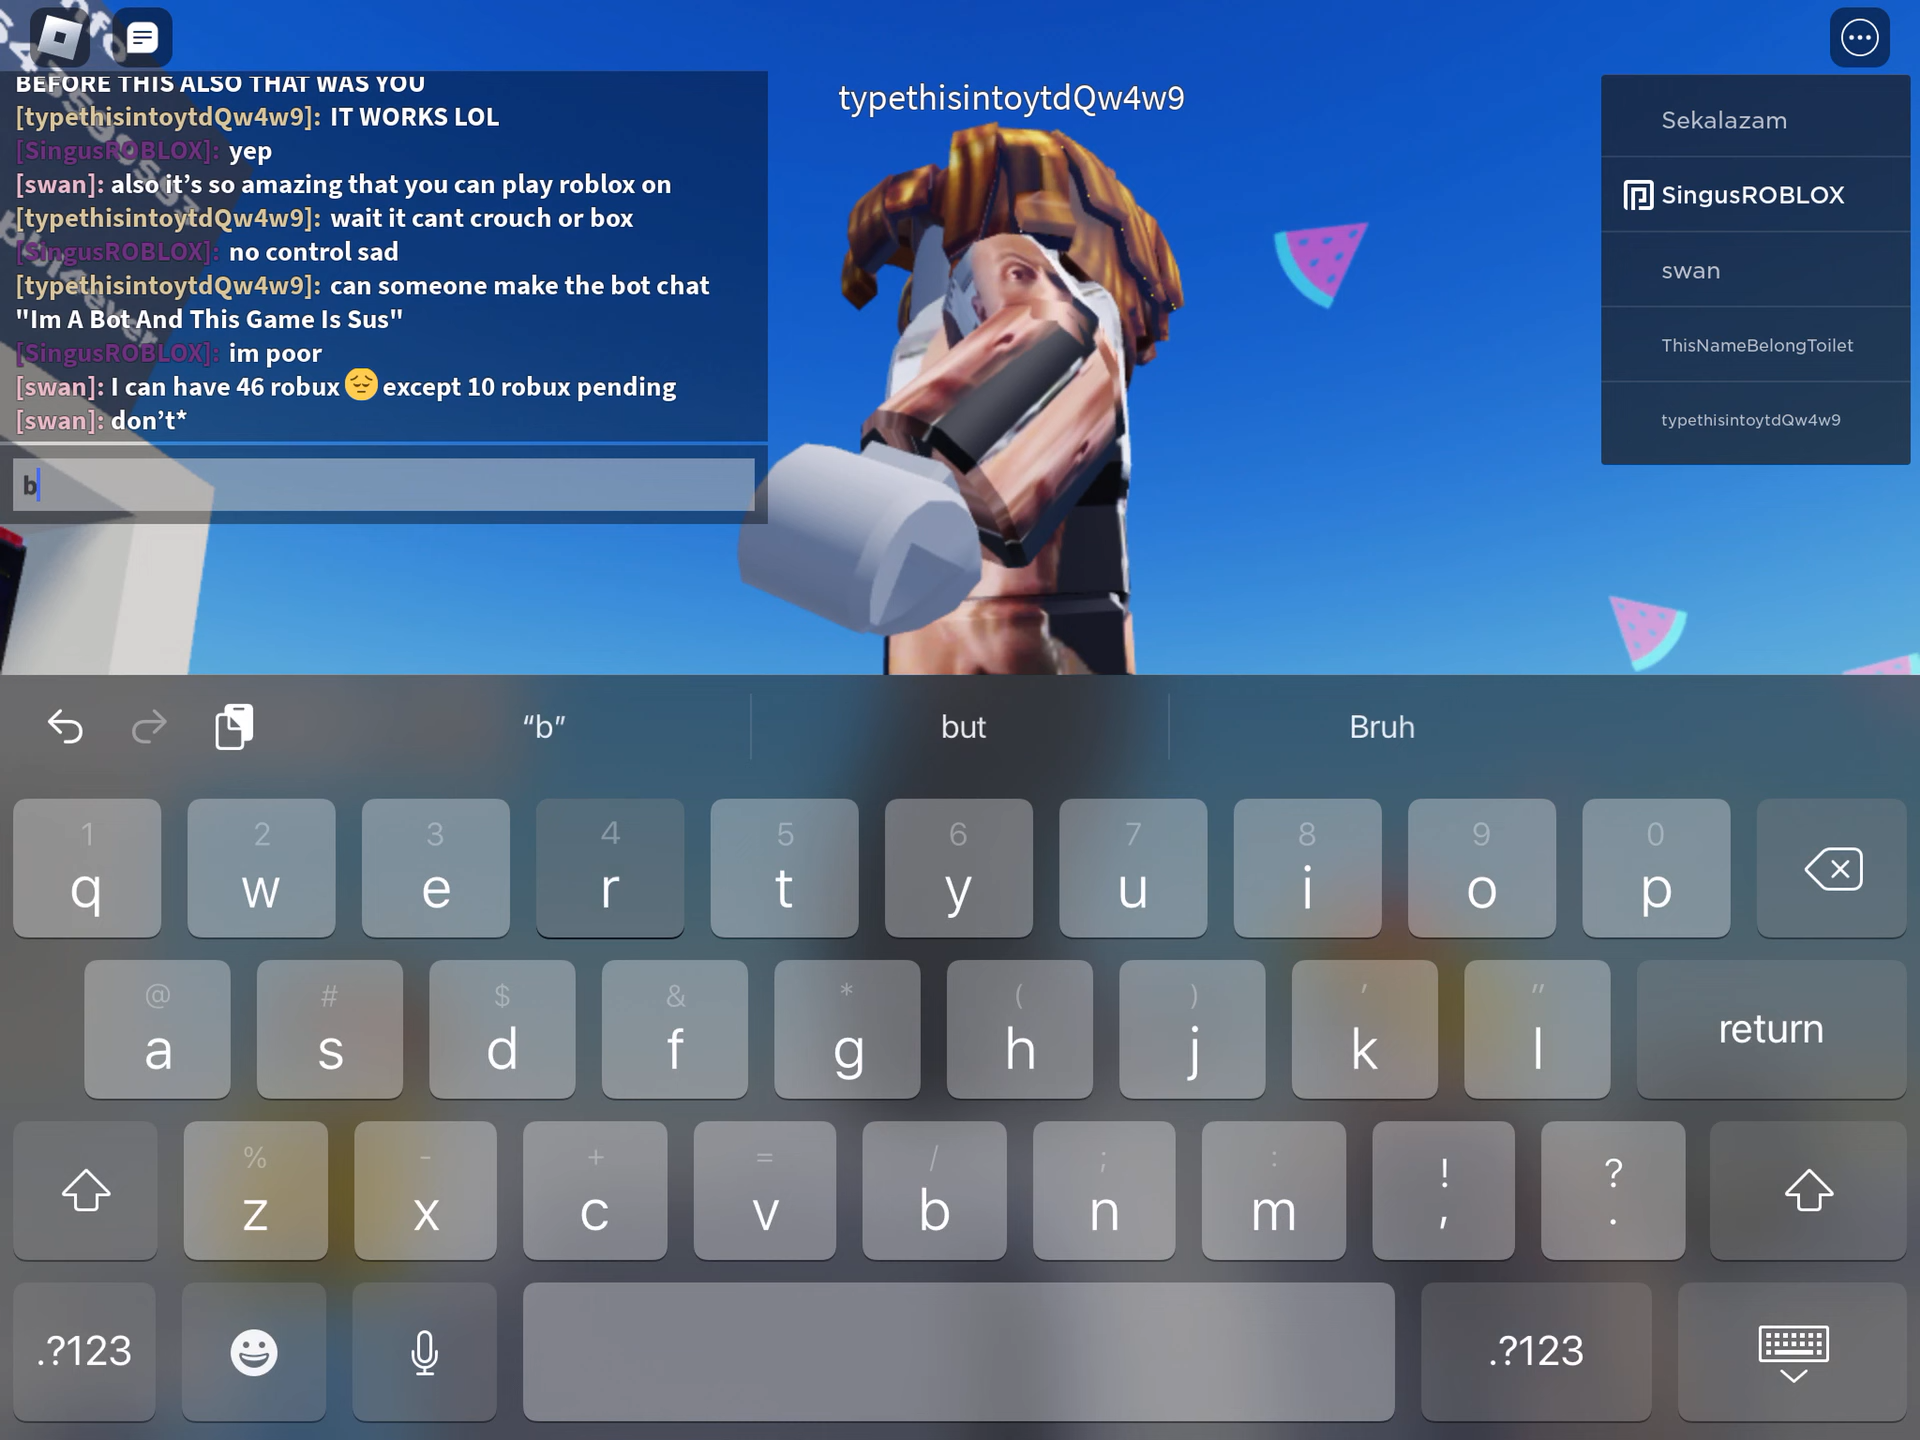 BEFORE THIS ALSO THAT WAS YOU
[typethisintoytdQw4w9]: IT WORKS LOL
[SingusROBLOX]: yep
[swan]: also it’s so amazing that you can play roblox on
[typethisintoytdQw4w9]: wait it cant crouch or box
[SingusROBLOX]: no control sad
[typethisintoytdQw4w9]: can someone make the bot chat
"Im A Bot And This Game Is Sus"
[SingusROBLOX]: im poor
[swan]: I can have 46 robux 😔 except 10 robux pending
[swan]: don’t*
b
typethisintoytdQw4w9
Sekalazam
SingusROBLOX
swan
ThisNameBelongToilet
typethisintoytdQw4w9
“b” but Bruh
1 2 3 4 5 6 7 8 9 0
q w e r t y u i o p
@ # $ & * ( ) ' "
a s d f g h j k l return
% - + = / ; : ! ?
z x c v b n m , .
.?123 .?123